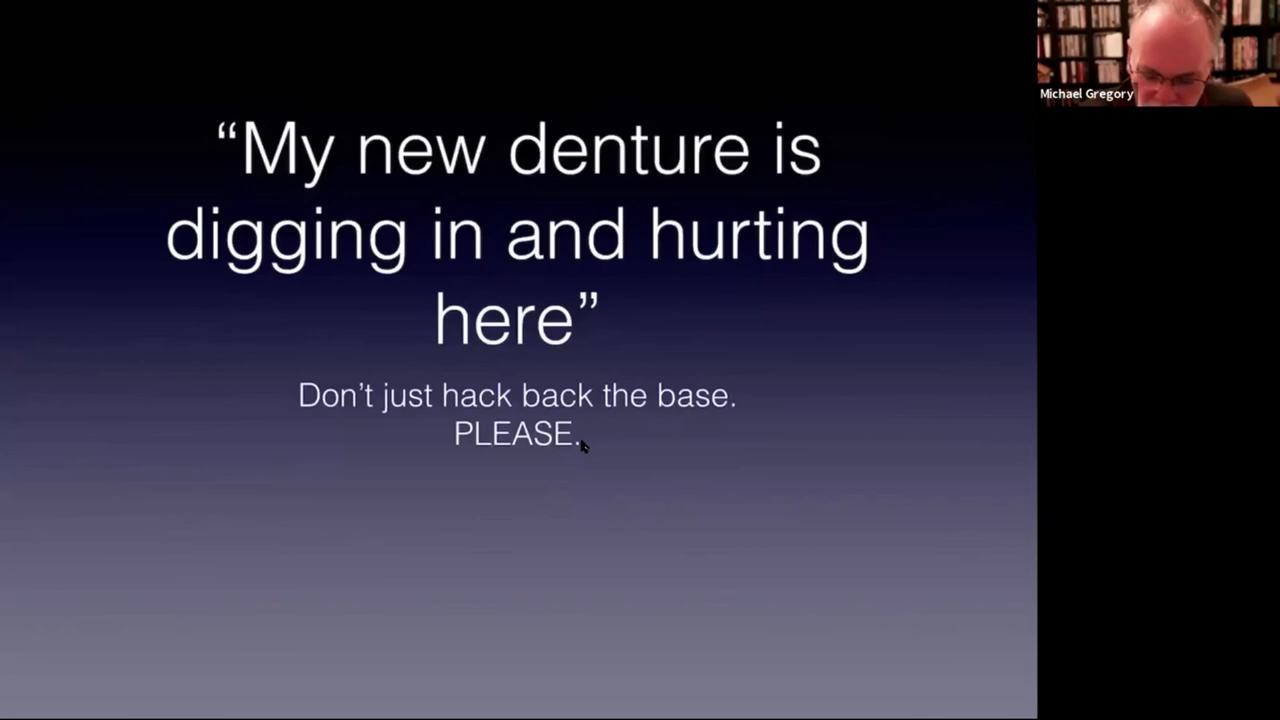 “My new denture is
digging in and hurting
here”
Don’t just hack back the base.
PLEASE.
Michael Gregory